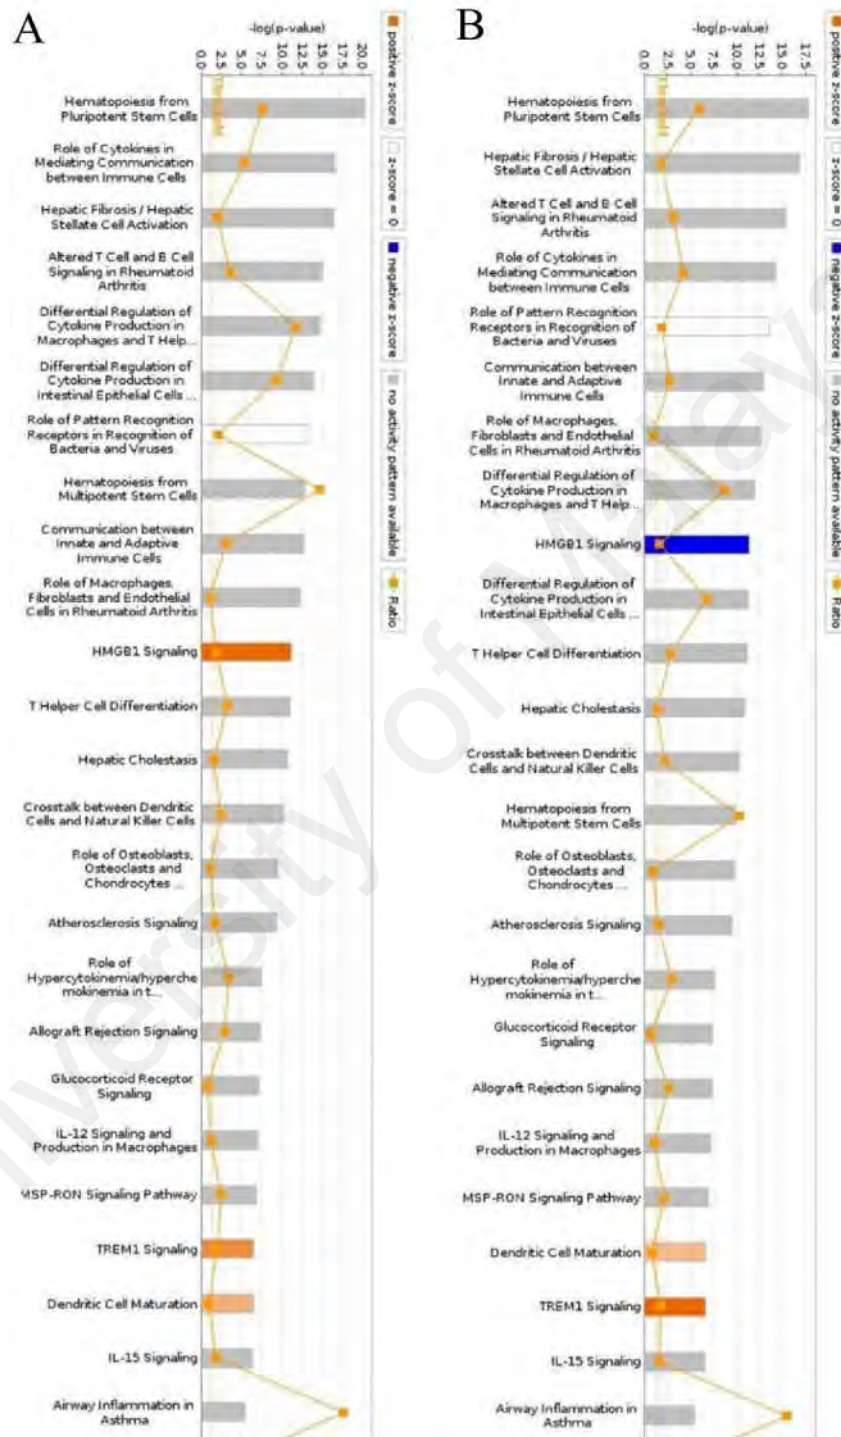 A
-log(p-value)
0.0
2.5
5.0
7.5
10.0
12.5
15.0
17.5
20.0
positive z-score
z-score = 0
negative z-score
no activity pattern available
Ratio
Threshold
Hematopoiesis from
Pluripotent Stem Cells
Role of Cytokines in
Mediating Communication
between Immune Cells
Hepatic Fibrosis / Hepatic
Stellate Cell Activation
Altered T Cell and B Cell
Signaling in Rheumatoid
Arthritis
Differential Regulation of
Cytokine Production in
Macrophages and T Help...
Differential Regulation of
Cytokine Production in
Intestinal Epithelial Cells ...
Role of Pattern Recognition
Receptors in Recognition of
Bacteria and Viruses
Hematopoiesis from
Multipotent Stem Cells
Communication between
Innate and Adaptive
Immune Cells
Role of Macrophages,
Fibroblasts and Endothelial
Cells in Rheumatoid Arthritis
HMGB1 Signaling
T Helper Cell Differentiation
Hepatic Cholestasis
Crosstalk between Dendritic
Cells and Natural Killer Cells
Role of Osteoblasts,
Osteoclasts and
Chondrocytes ...
Atherosclerosis Signaling
Role of
Hypercytokinemia/hyperche
mokinemia in t...
Allograft Rejection Signaling
Glucocorticoid Receptor
Signaling
IL-12 Signaling and
Production in Macrophages
MSP-RON Signaling Pathway
TREM1 Signaling
Dendritic Cell Maturation
IL-15 Signaling
Airway Inflammation in
Asthma
B
-log(p-value)
0.0
2.5
5.0
7.5
10.0
12.5
15.0
17.5
positive z-score
z-score = 0
negative z-score
no activity pattern available
Ratio
Threshold
Hematopoiesis from
Pluripotent Stem Cells
Hepatic Fibrosis / Hepatic
Stellate Cell Activation
Altered T Cell and B Cell
Signaling in Rheumatoid
Arthritis
Role of Cytokines in
Mediating Communication
between Immune Cells
Role of Pattern Recognition
Receptors in Recognition of
Bacteria and Viruses
Communication between
Innate and Adaptive
Immune Cells
Role of Macrophages,
Fibroblasts and Endothelial
Cells in Rheumatoid Arthritis
Differential Regulation of
Cytokine Production in
Macrophages and T Help...
HMGB1 Signaling
Differential Regulation of
Cytokine Production in
Intestinal Epithelial Cells ...
T Helper Cell Differentiation
Hepatic Cholestasis
Crosstalk between Dendritic
Cells and Natural Killer Cells
Hematopoiesis from
Multipotent Stem Cells
Role of Osteoblasts,
Osteoclasts and
Chondrocytes ...
Atherosclerosis Signaling
Role of
Hypercytokinemia/hyperche
mokinemia in t...
Glucocorticoid Receptor
Signaling
Allograft Rejection Signaling
IL-12 Signaling and
Production in Macrophages
MSP-RON Signaling Pathway
Dendritic Cell Maturation
TREM1 Signaling
IL-15 Signaling
Airway Inflammation in
Asthma
iversity of Malaya